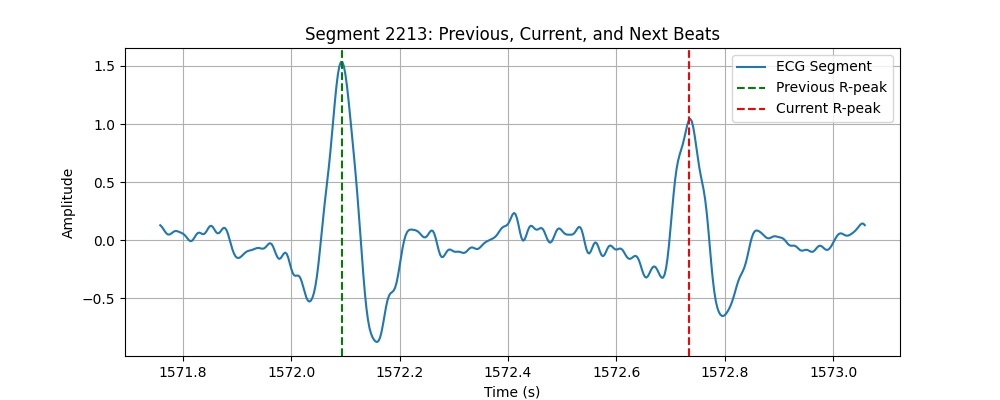 Segment 2213: Previous, Current, and Next Beats
ECG Segment
Previous R-peak
Current R-peak
Amplitude
1.5
1.0
0.5
0.0
−0.5
1571.8 1572.0 1572.2 1572.4 1572.6 1572.8 1573.0
Time (s)